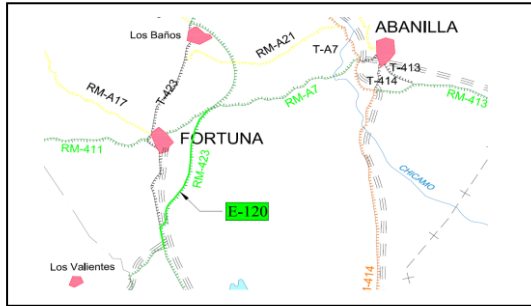 ABANILLA
Los Baños
RM-A21
T-A7
T-413
T-414
RM-A17
T-423
RM-A7
RM-413
FORTUNA
RM-411
RM-423
CHICAMO
E-120
Los Valientes